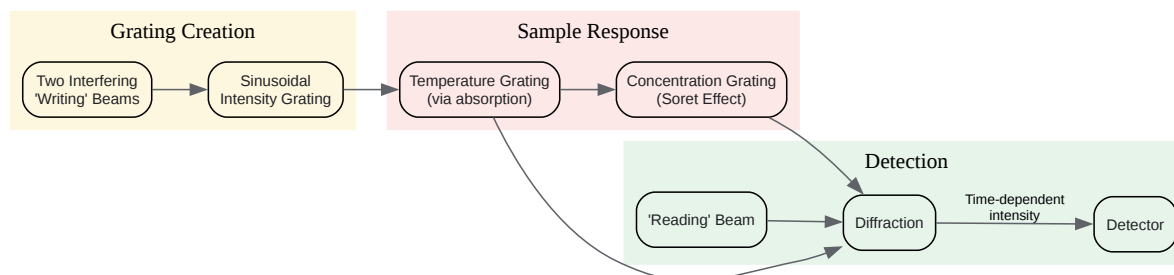 Grating Creation
Two Interfering
'Writing' Beams
Sinusoidal
Intensity Grating
Sample Response
Temperature Grating
(via absorption)
Concentration Grating
(Soret Effect)
Detection
'Reading' Beam
Diffraction
Time-dependent
intensity
Detector